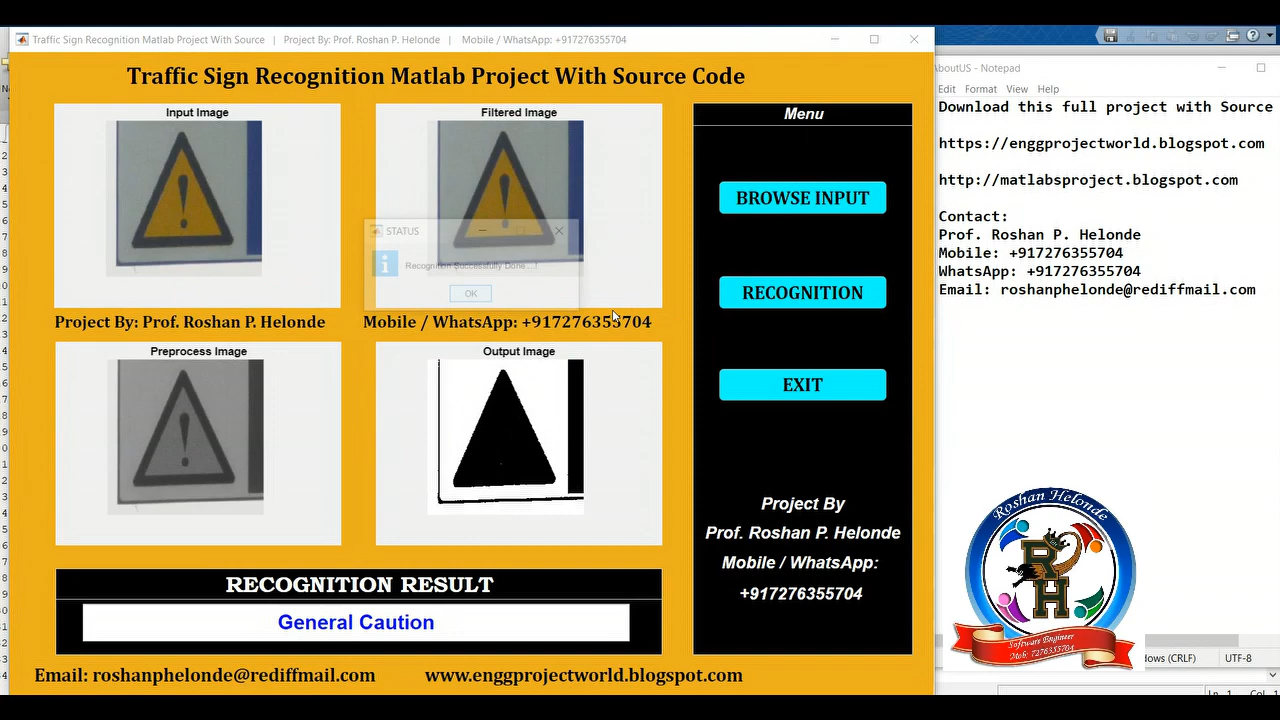 Traffic Sign Recognition Matlab Project With Source | Project By: Prof. Roshan P. Helonde | Mobile / WhatsApp: +917276355704
Traffic Sign Recognition Matlab Project With Source Code
Input Image
Filtered Image
STATUS
Recognition Successfully Done...!
OK
Project By: Prof. Roshan P. Helonde
Mobile / WhatsApp: +917276355704
Preprocess Image
Output Image
RECOGNITION RESULT
General Caution
Email: roshanphelonde@rediffmail.com
www.enggprojectworld.blogspot.com
Menu
BROWSE INPUT
RECOGNITION
EXIT
Project By
Prof. Roshan P. Helonde
Mobile / WhatsApp:
+917276355704
AboutUS - Notepad
Edit Format View Help
Download this full project with Source
https://enggprojectworld.blogspot.com
http://matlabsproject.blogspot.com
Contact:
Prof. Roshan P. Helonde
Mobile: +917276355704
WhatsApp: +917276355704
Email: roshanphelonde@rediffmail.com
Roshan Helonde
RH
Software Engineer
Mob: 7276355704
dows (CRLF)
UTF-8